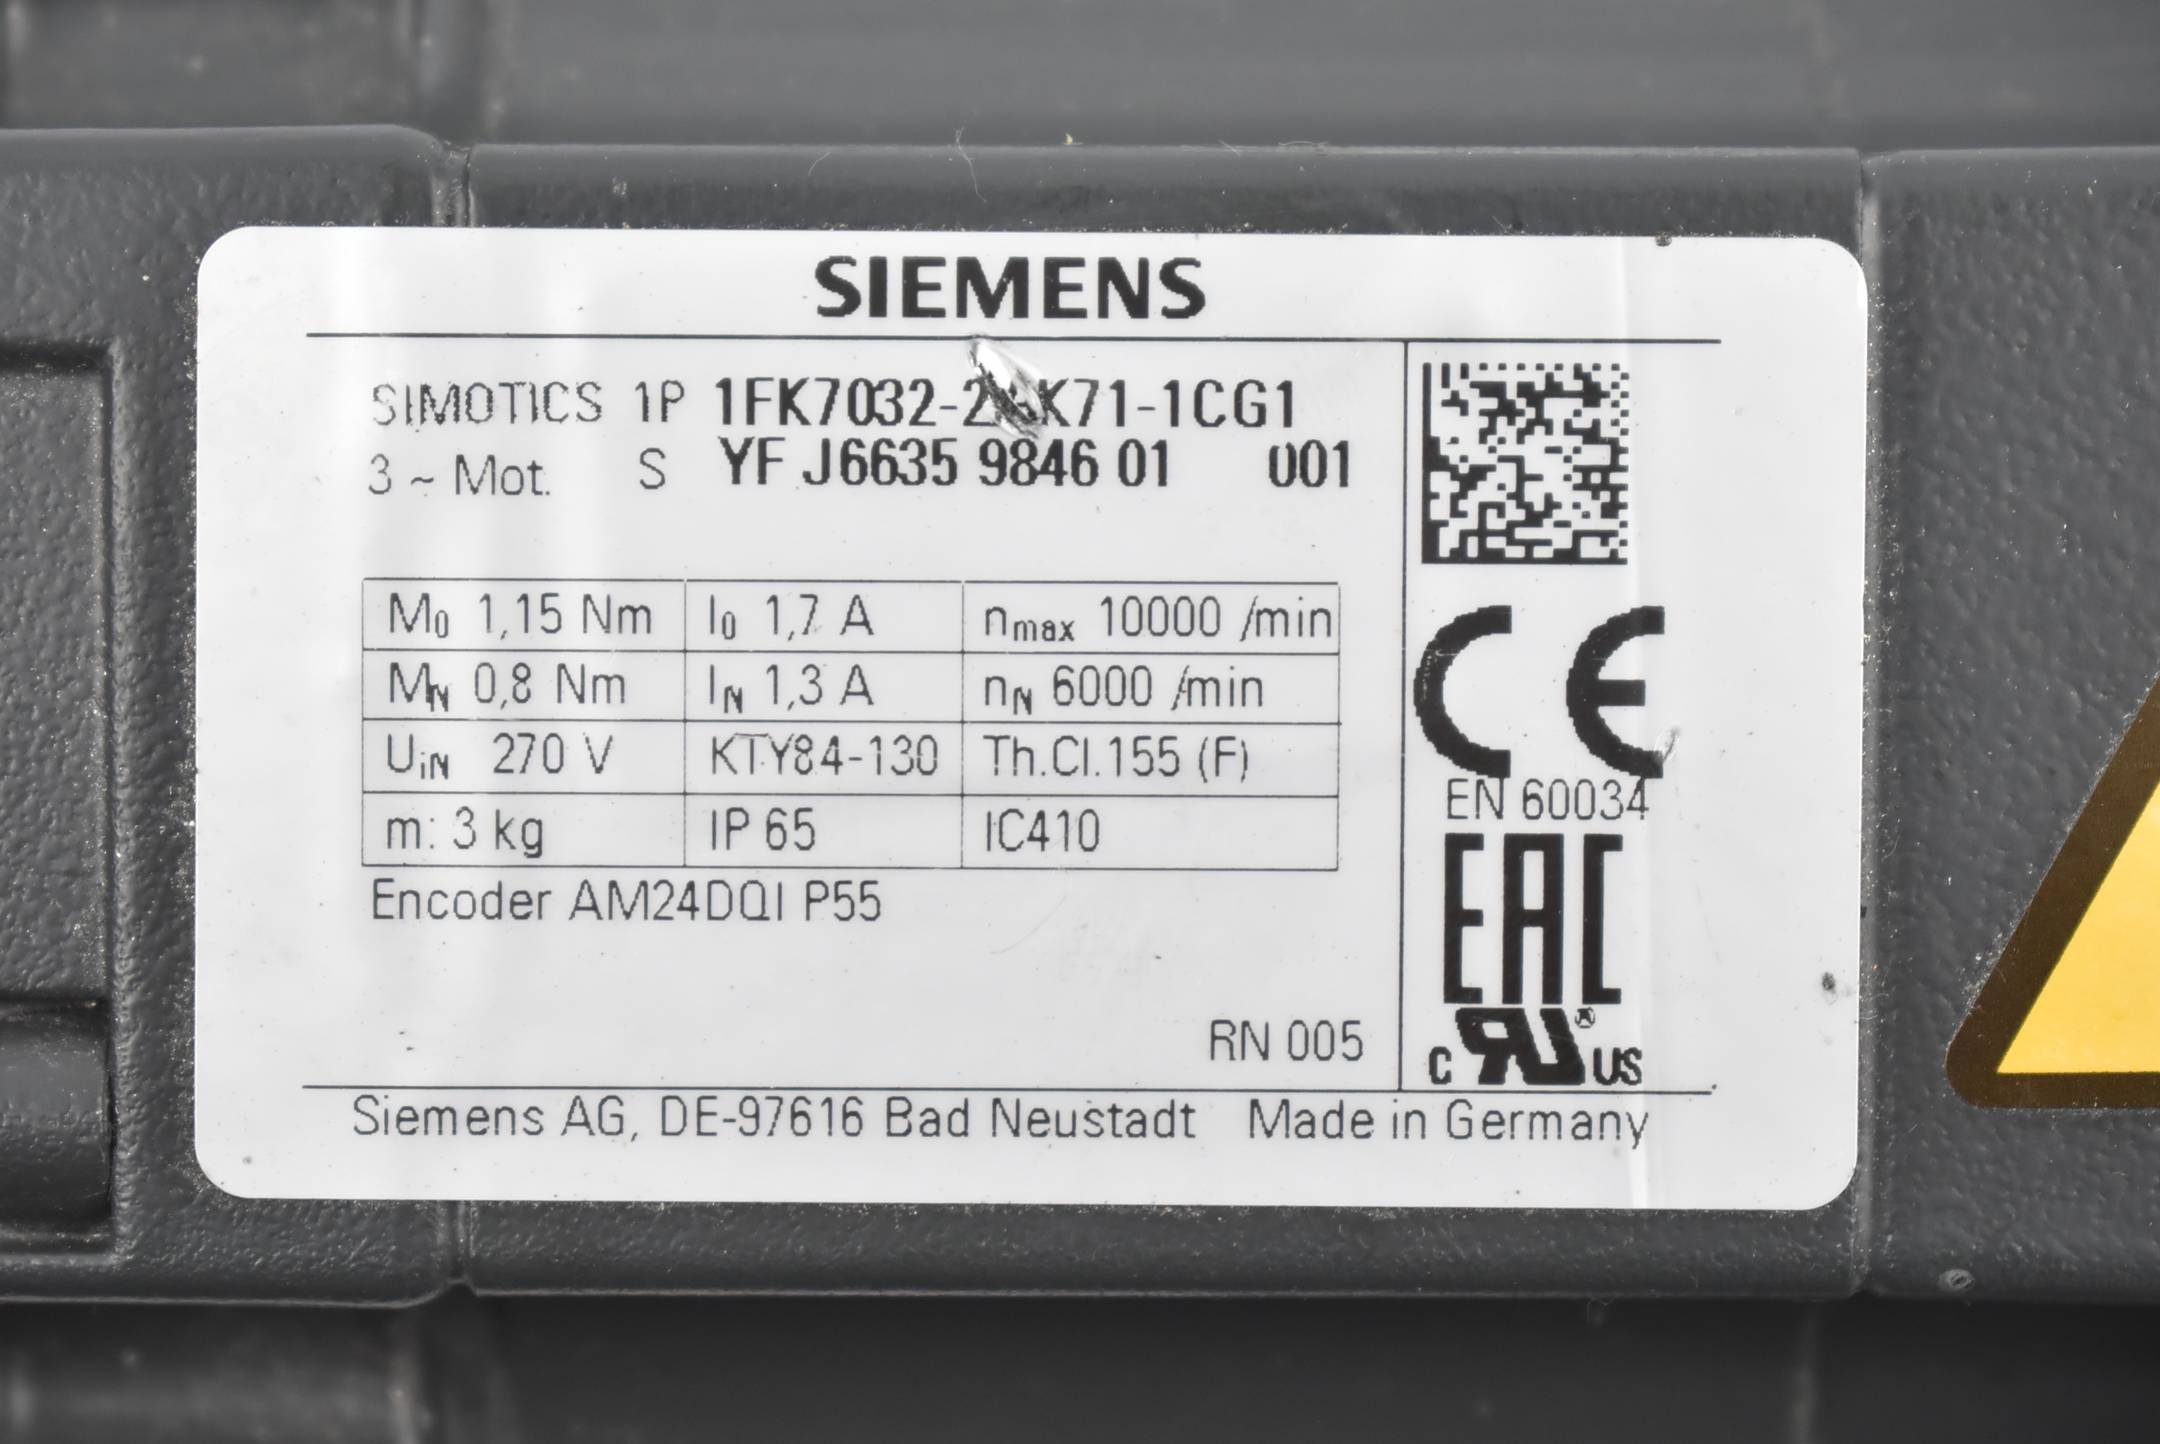 SIEMENS
SIMOTICS 1P
3 ~ Mot. S YF J6635 9846 01 001
M0 1,15 Nm I0 1,7 A nmax 10000 /min
MN 0,8 Nm IN 1,3 A nN 6000 /min
UiN 270 V KTY84-130 Th.Cl.155 (F)
m: 3 kg IP 65 IC410
Encoder AM24DQI P55
CE
EN 60034
EAC
RN 005
c RU ® US
Siemens AG, DE-97616 Bad Neustadt Made in Germany